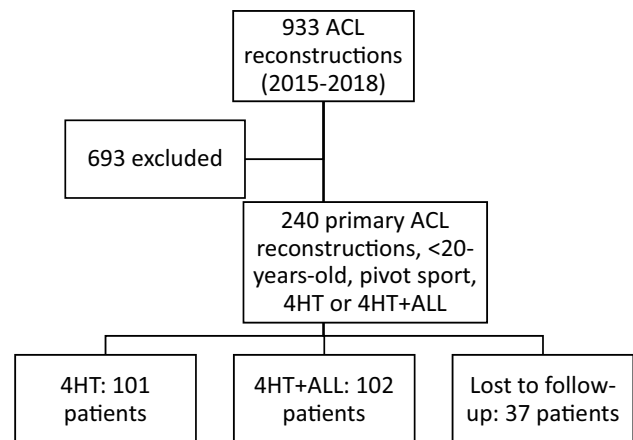 933 ACL
reconstructions
(2015-2018)
693 excluded
240 primary ACL
reconstructions, <20-
years-old, pivot sport,
4HT or 4HT+ALL
4HT: 101
patients
4HT+ALL: 102
patients
Lost to follow-
up: 37 patients